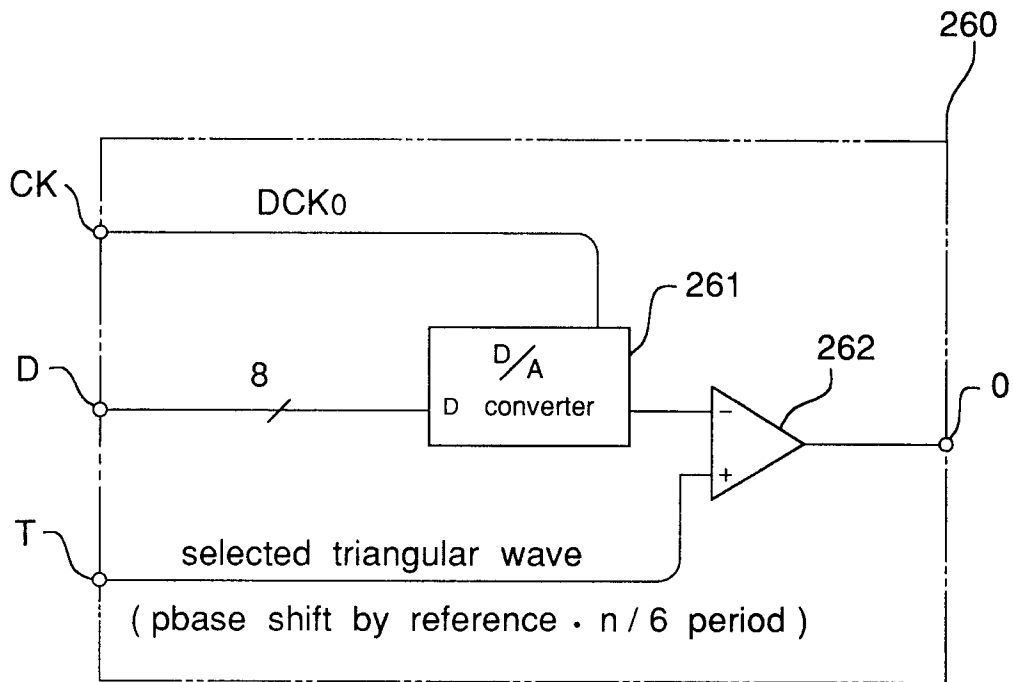 260
CK
DCK0
261
D/A
D converter
262
D
8
0
-
+
T
selected triangular wave
( pbase shift by reference · n / 6 period )